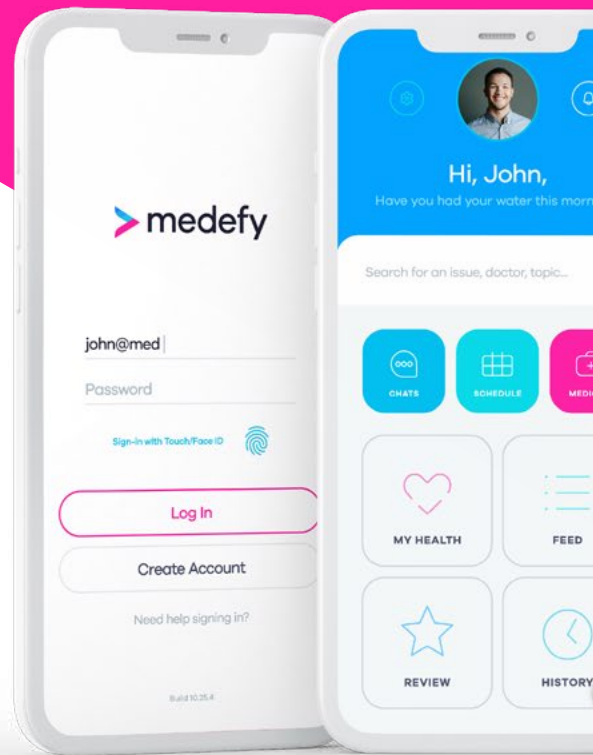 medefy
john@med
Password
Sign-in with Touch/Face ID
Log In
Create Account
Need help signing in?
Build 10.25.4
Hi, John,
Have you had your water this morn
Search for an issue, doctor, topic...
CHATS
SCHEDULE
MEDI
MY HEALTH
FEED
REVIEW
HISTORY